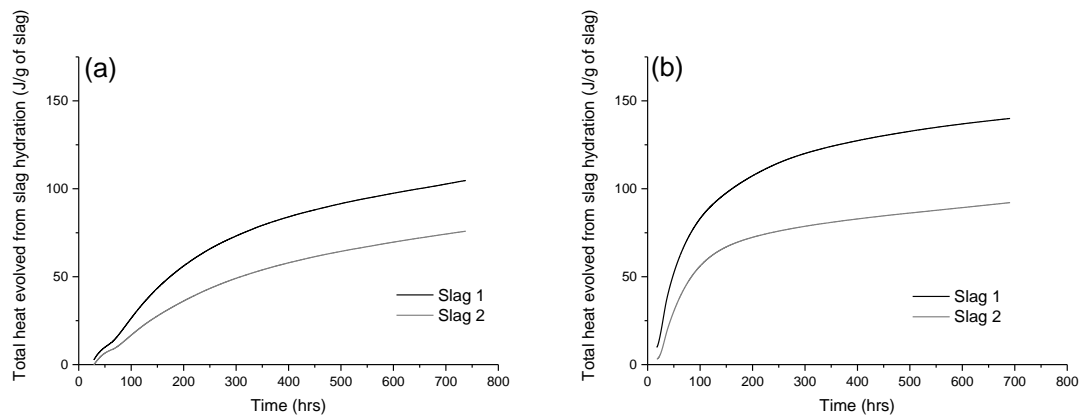 (a)
Total heat evolved from slag hydration (J/g of slag)
150
100
50
0
Slag 1
Slag 2
0 100 200 300 400 500 600 700 800
Time (hrs)
(b)
Total heat evolved from slag hydration (J/g of slag)
150
100
50
0
Slag 1
Slag 2
0 100 200 300 400 500 600 700 800
Time (hrs)